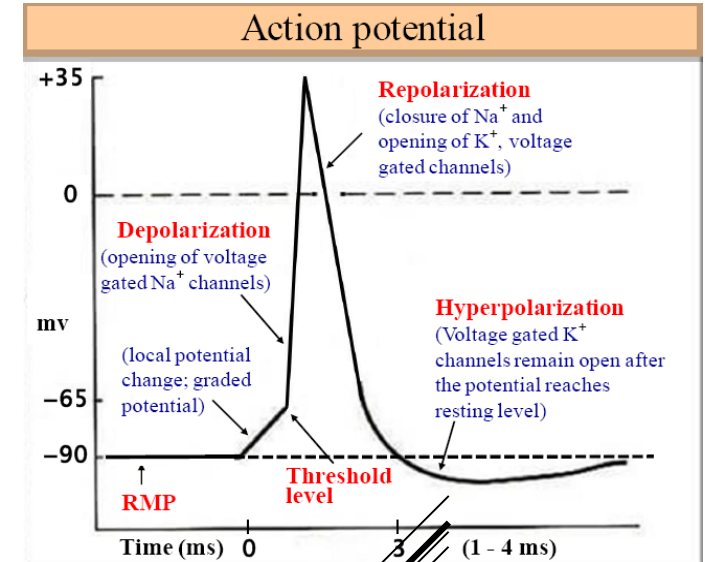 Action potential
+35
Repolarization
(closure of Na+ and
opening of K+, voltage
gated channels)
0
Depolarization
(opening of voltage
gated Na+ channels)
Hyperpolarization
(Voltage gated K+
channels remain open after
the potential reaches
resting level)
mv
(local potential
change; graded
potential)
−65
−90
Threshold
level
RMP
Time (ms) 0 3 (1 - 4 ms)